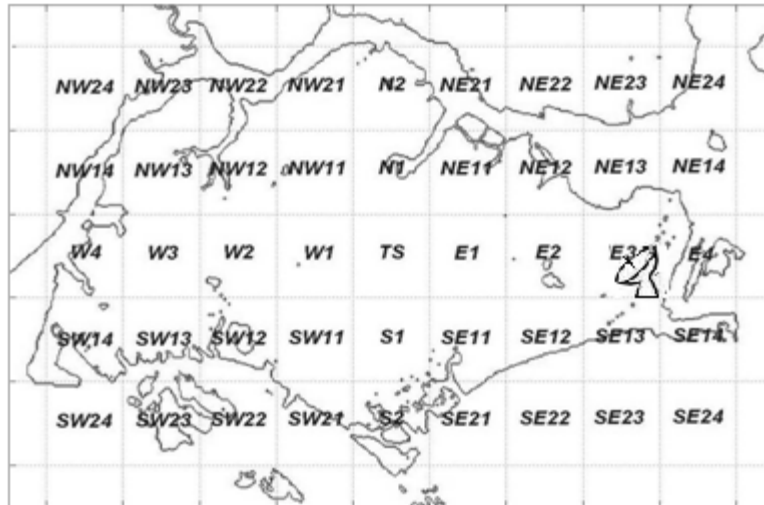 NW24 NW23 NW22 NW21 N2 NE21 NE22 NE23 NE24
NW14 NW13 NW12 NW11 N1 NE11 NE12 NE13 NE14
W4 W3 W2 W1 TS E1 E2 E3 E4
SW14 SW13 SW12 SW11 S1 SE11 SE12 SE13 SE14
SW24 SW23 SW22 SW21 S2 SE21 SE22 SE23 SE24